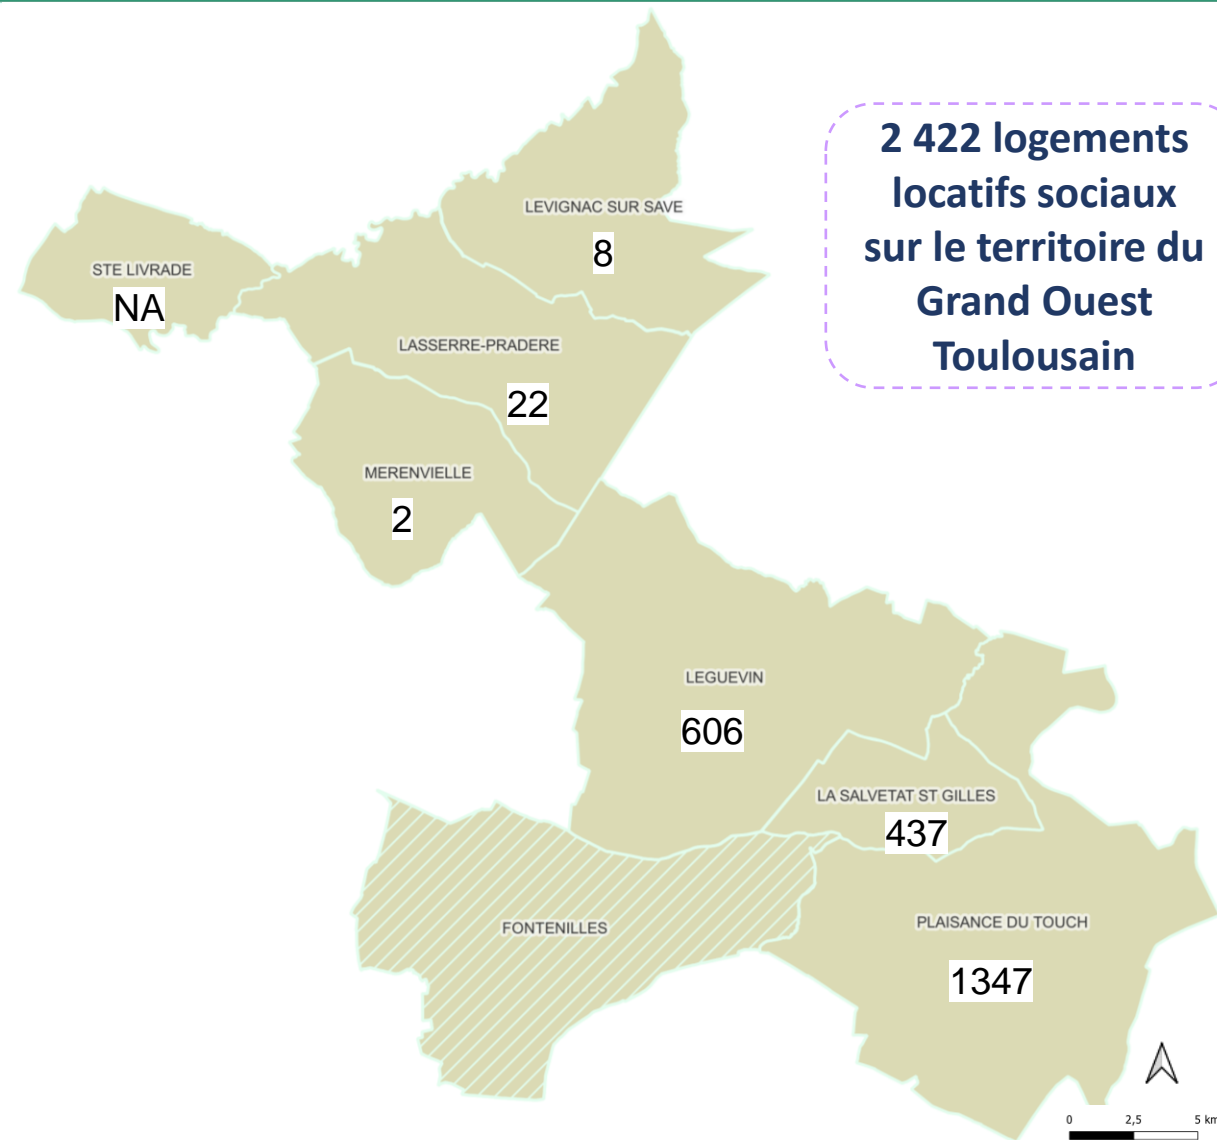 2 422 logements
locatifs sociaux
sur le territoire du
Grand Ouest
Toulousain
LEVIGNAC SUR SAVE
8
STE LIVRADE
NA
LASSERRE-PRADERE
22
MERENVIELLE
2
LEGUEVIN
606
LA SALVETAT ST GILLES
437
FONTENILLES
PLAISANCE DU TOUCH
1347
0 2,5 5 km